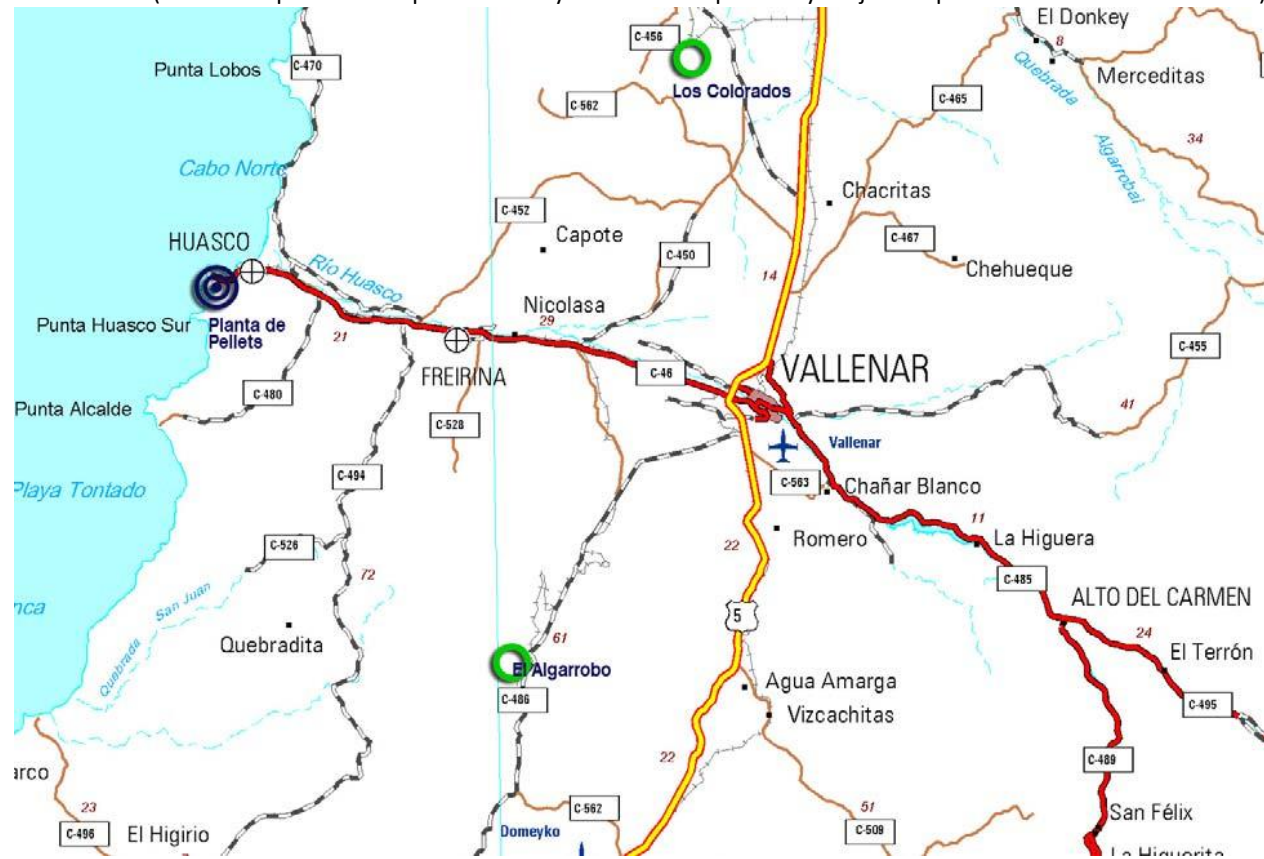 El Donkey
C-456
8
Punta Lobos
C-470
Quebrada
Merceditas
Los Colorados
C-562
C-465
34
Algarrobal
Cabo Norte
Chacritas
C-452
Capote
C-467
HUASCO
C-450
Chehueque
Río Huasco
14
Nicolasa
29
Punta Huasco Sur
Planta de
Pellets
21
C-455
FREIRINA
C-46
VALLENAR
C-480
Punta Alcalde
41
C-528
Vallenar
C-494
C-563
Chañar Blanco
Playa Tontado
11
La Higuera
22
Romero
C-526
72
C-485
San Juan
nca
ALTO DEL CARMEN
5
24
Quebradita
61
El Terrón
Quebrada
El Algarrobo
C-486
Agua Amarga
C-495
Vizcachitas
22
C-489
arco
23
C-562
51
San Félix
C-496
El Higirio
Domeyko
C-509
La Higuerita